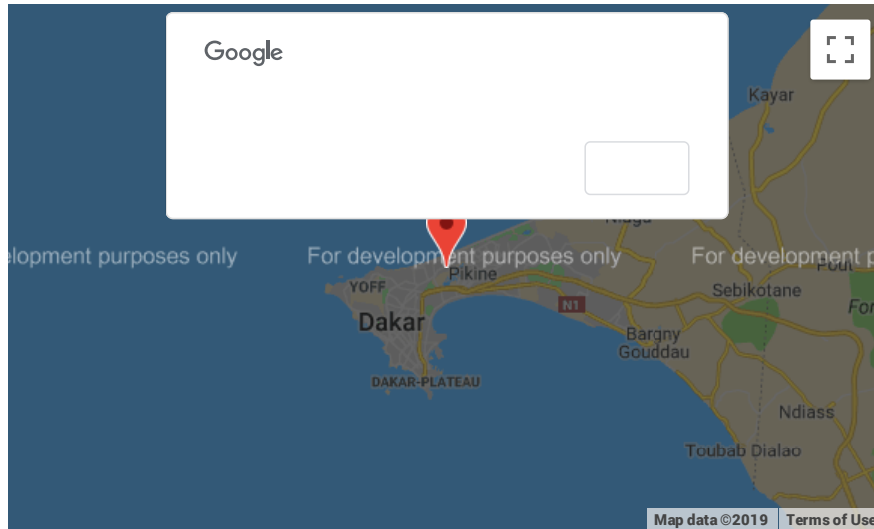 Google
Kayar
elopment purposes only
For development purposes only
For development p
Pout
Pikine
YOFF
Sebikotane
N1
For
Dakar
Bargny
Gouddau
DAKAR-PLATEAU
Ndiass
Toubab Dialao
Map data ©2019
Terms of Use